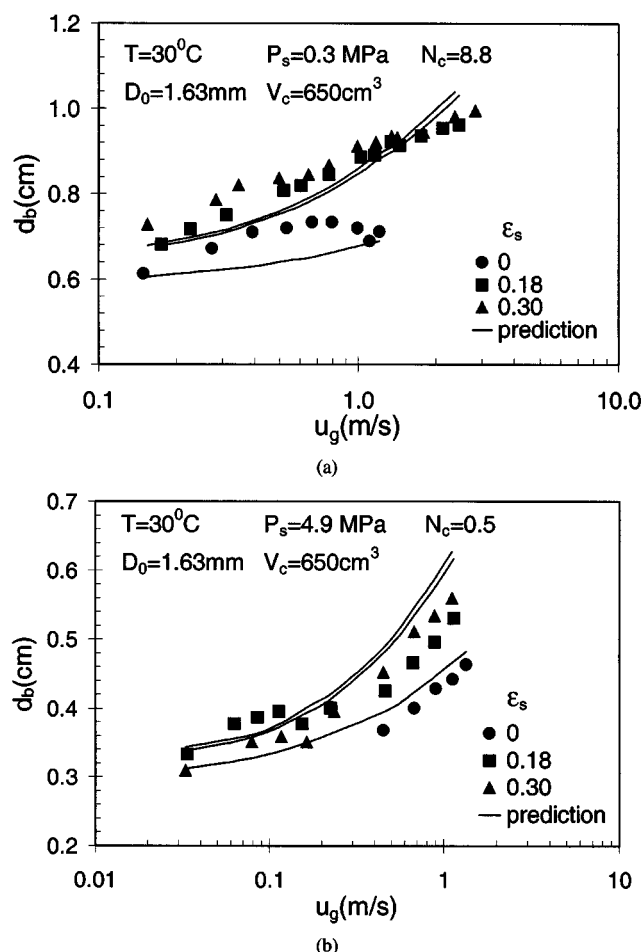 1.2
T=30⁰C P_s=0.3 MPa N_c=8.8
D_0=1.63mm V_c=650cm³
1.0
d_b(cm)
0.8
ε_s
0
0.6
0.18
0.30
prediction
0.4
0.1 1.0 10.0
u_g(m/s)
(a)
0.7
T=30⁰C P_s=4.9 MPa N_c=0.5
D_0=1.63mm V_c=650cm³
0.6
0.5
d_b(cm)
0.4
ε_s
0
0.18
0.3
0.30
prediction
0.2
0.01 0.1 1 10
u_g(m/s)
(b)